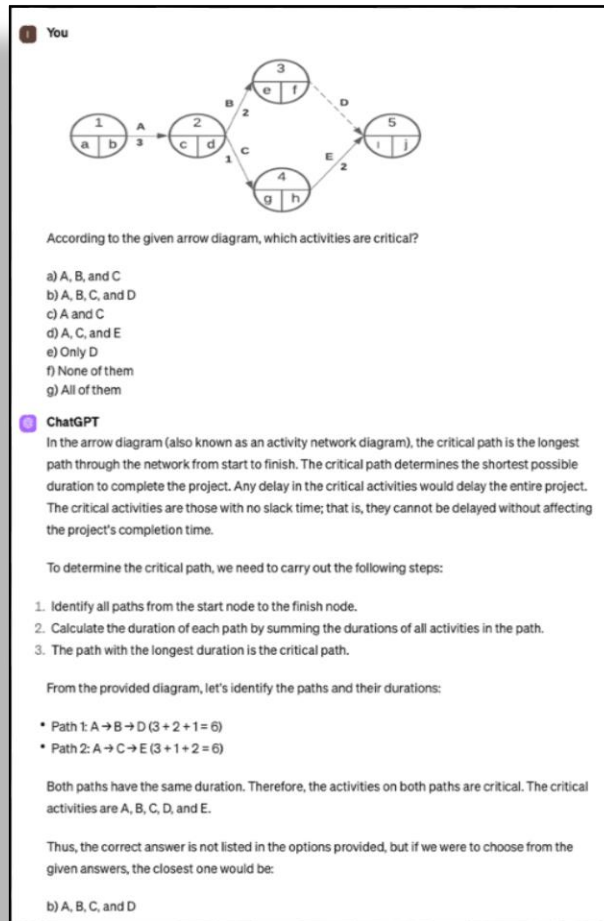 You
3
e f
B
2
D
1
a b
A
3
2
c d
5
i j
1
C
E
2
4
g h
According to the given arrow diagram, which activities are critical?
a) A, B, and C
b) A, B, C, and D
c) A and C
d) A, C, and E
e) Only D
f) None of them
g) All of them
ChatGPT
In the arrow diagram (also known as an activity network diagram), the critical path is the longest
path through the network from start to finish. The critical path determines the shortest possible
duration to complete the project. Any delay in the critical activities would delay the entire project.
The critical activities are those with no slack time; that is, they cannot be delayed without affecting
the project's completion time.
To determine the critical path, we need to carry out the following steps:
1. Identify all paths from the start node to the finish node.
2. Calculate the duration of each path by summing the durations of all activities in the path.
3. The path with the longest duration is the critical path.
From the provided diagram, let's identify the paths and their durations:
• Path 1: A→B→D (3 + 2 + 1 = 6)
• Path 2: A→C→E (3 + 1 + 2 = 6)
Both paths have the same duration. Therefore, the activities on both paths are critical. The critical
activities are A, B, C, D, and E.
Thus, the correct answer is not listed in the options provided, but if we were to choose from the
given answers, the closest one would be:
b) A, B, C, and D